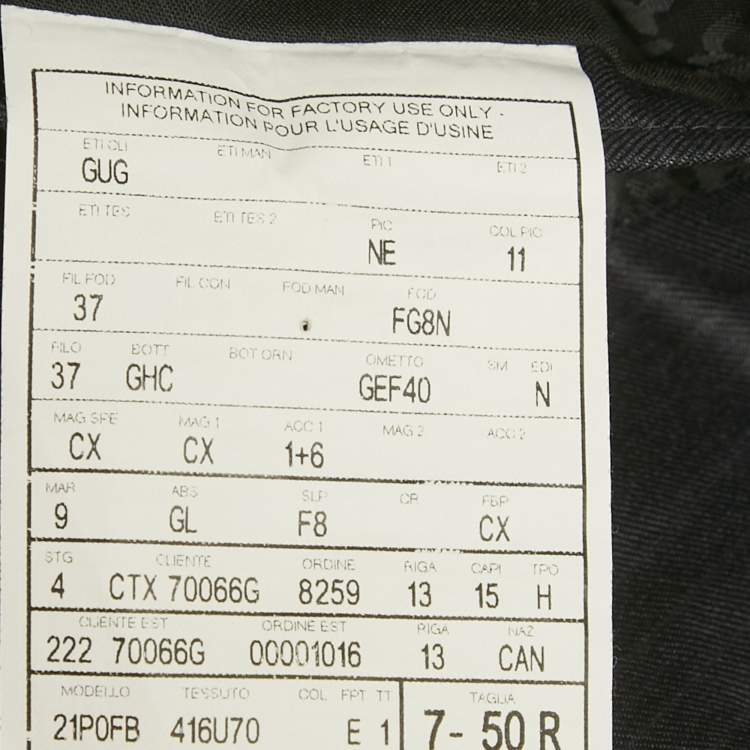 INFORMATION FOR FACTORY USE ONLY -
INFORMATION POUR L'USAGE D'USINE
ETI CLI ETI MAN ETI 1 ETI 2
GUG
ETI TES ETI TES 2 PIC COL PIC
NE 11
FIL FOD FIL CON FOD MAN FOD
37 FG8N
FILO BOTT BOT ORN OMETTO SM EDI
37 GHC GEF40 N
MAG SPE MAG 1 ACC 1 MAG 2 ACC 2
CX CX 1+6
MAR ABS SLP CR FBP
9 GL F8 CX
STG CLIENTE ORDINE RIGA CAPI TPO
4 CTX 70066G 8259 13 15 H
CLIENTE EST ORDINE EST RIGA NAZ
222 70066G 00001016 13 CAN
MODELLO TESSUTO COL FPT TT TAGLIA
21P0FB 416U70 E 1 7- 50 R